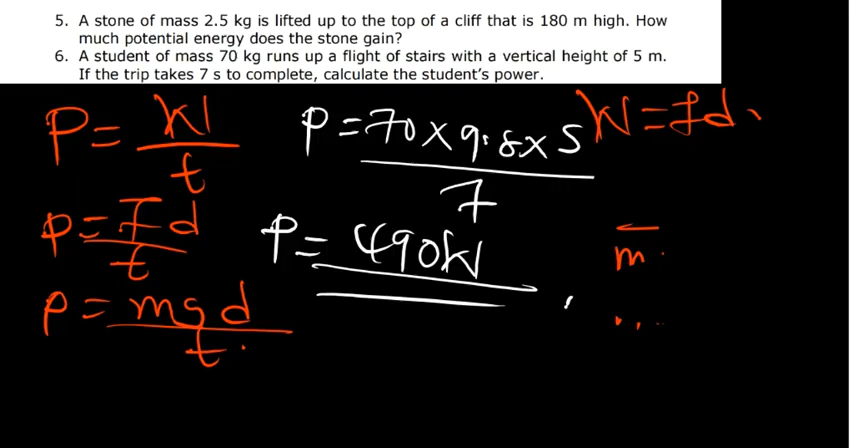 5. A stone of mass 2.5 kg is lifted up to the top of a cliff that is 180 m high. How
much potential energy does the stone gain?
6. A student of mass 70 kg runs up a flight of stairs with a vertical height of 5 m.
If the trip takes 7 s to complete, calculate the student's power.
P = W / t
P = 70 x 9.8 x 5 / 7
W = fd.
P = Fd / t
P = 490W
m.
P = mgd / t.